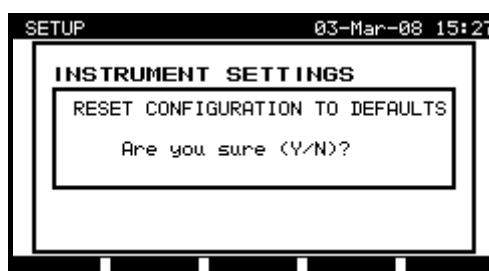 SETUP 03-Mar-08 15:27
INSTRUMENT SETTINGS
RESET CONFIGURATION TO DEFAULTS
Are you sure (Y/N)?